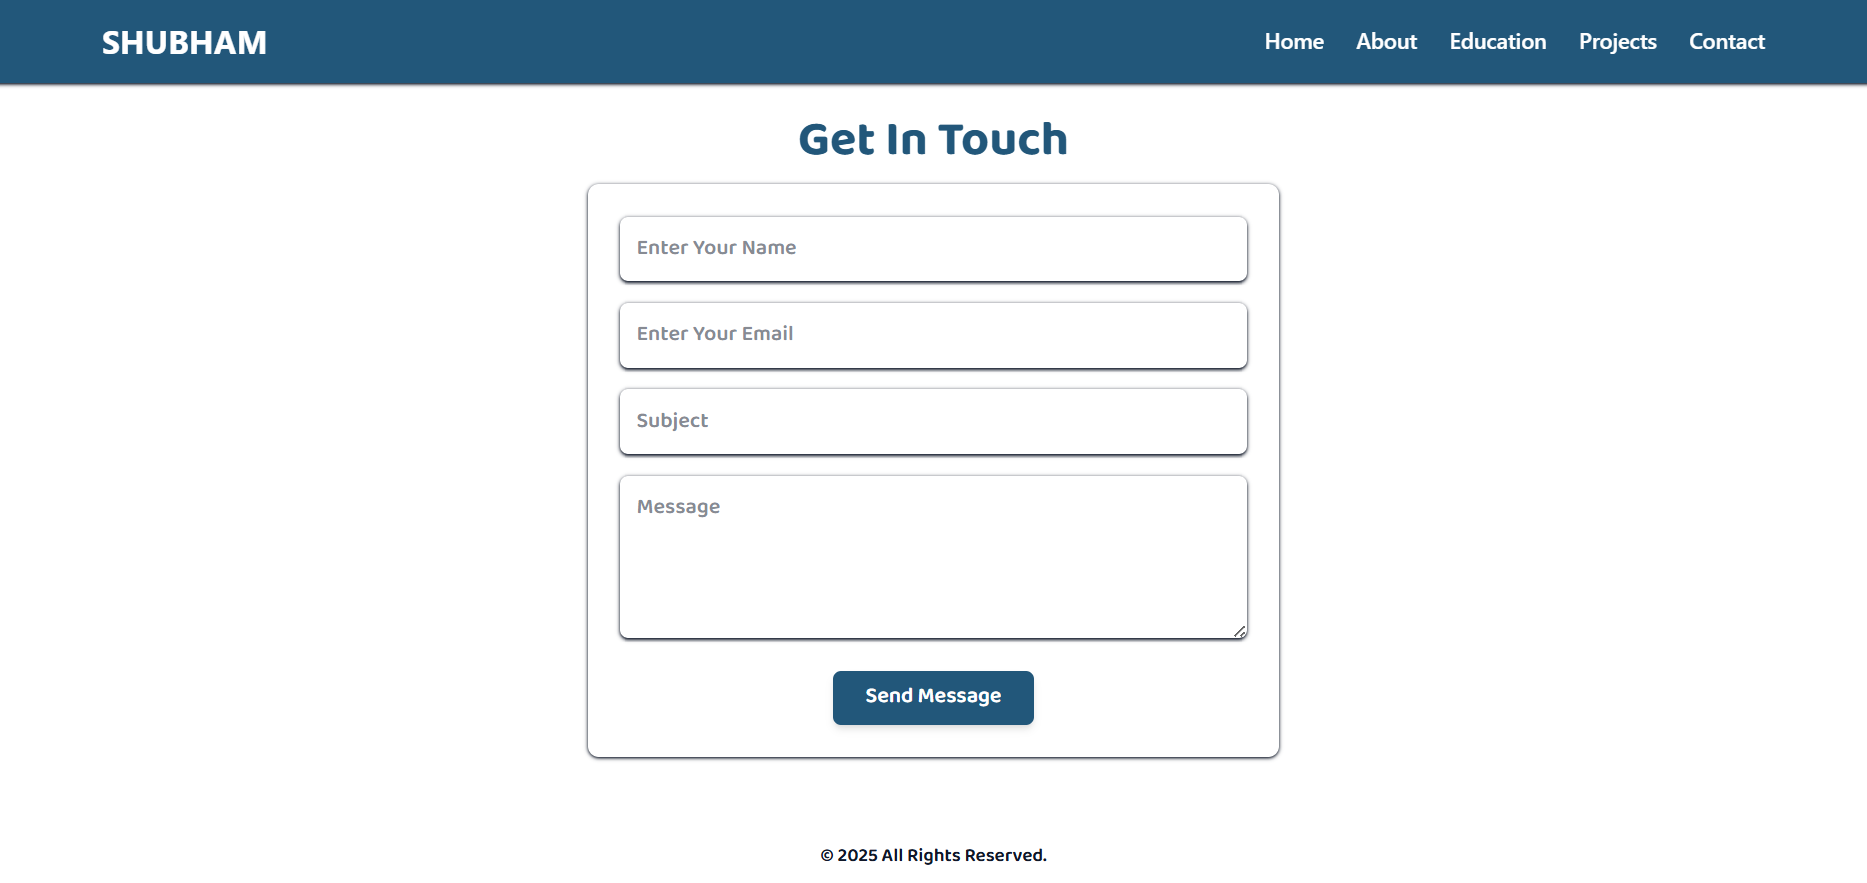 SHUBHAM Home About Education Projects Contact
Get In Touch
Enter Your Name
Enter Your Email
Subject
Message
Send Message
© 2025 All Rights Reserved.